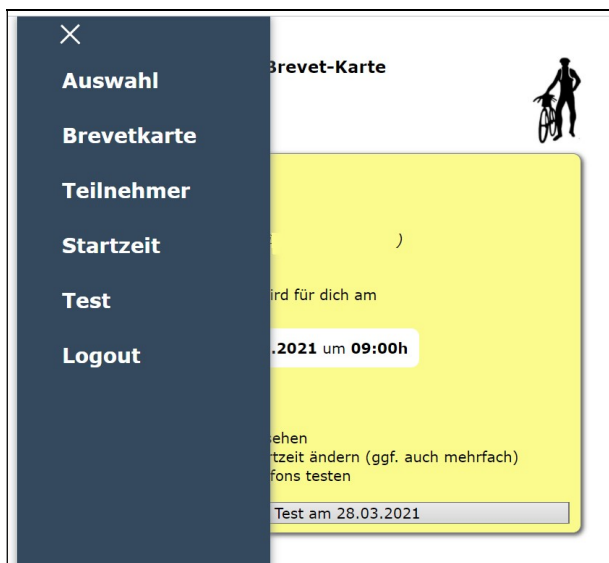 Auswahl
Brevetkarte
Teilnehmer
Startzeit
Test
Logout
Brevet-Karte
)
ird für dich am
.2021 um 09:00h
sehen
tzeit ändern (ggf. auch mehrfach)
fons testen
Test am 28.03.2021